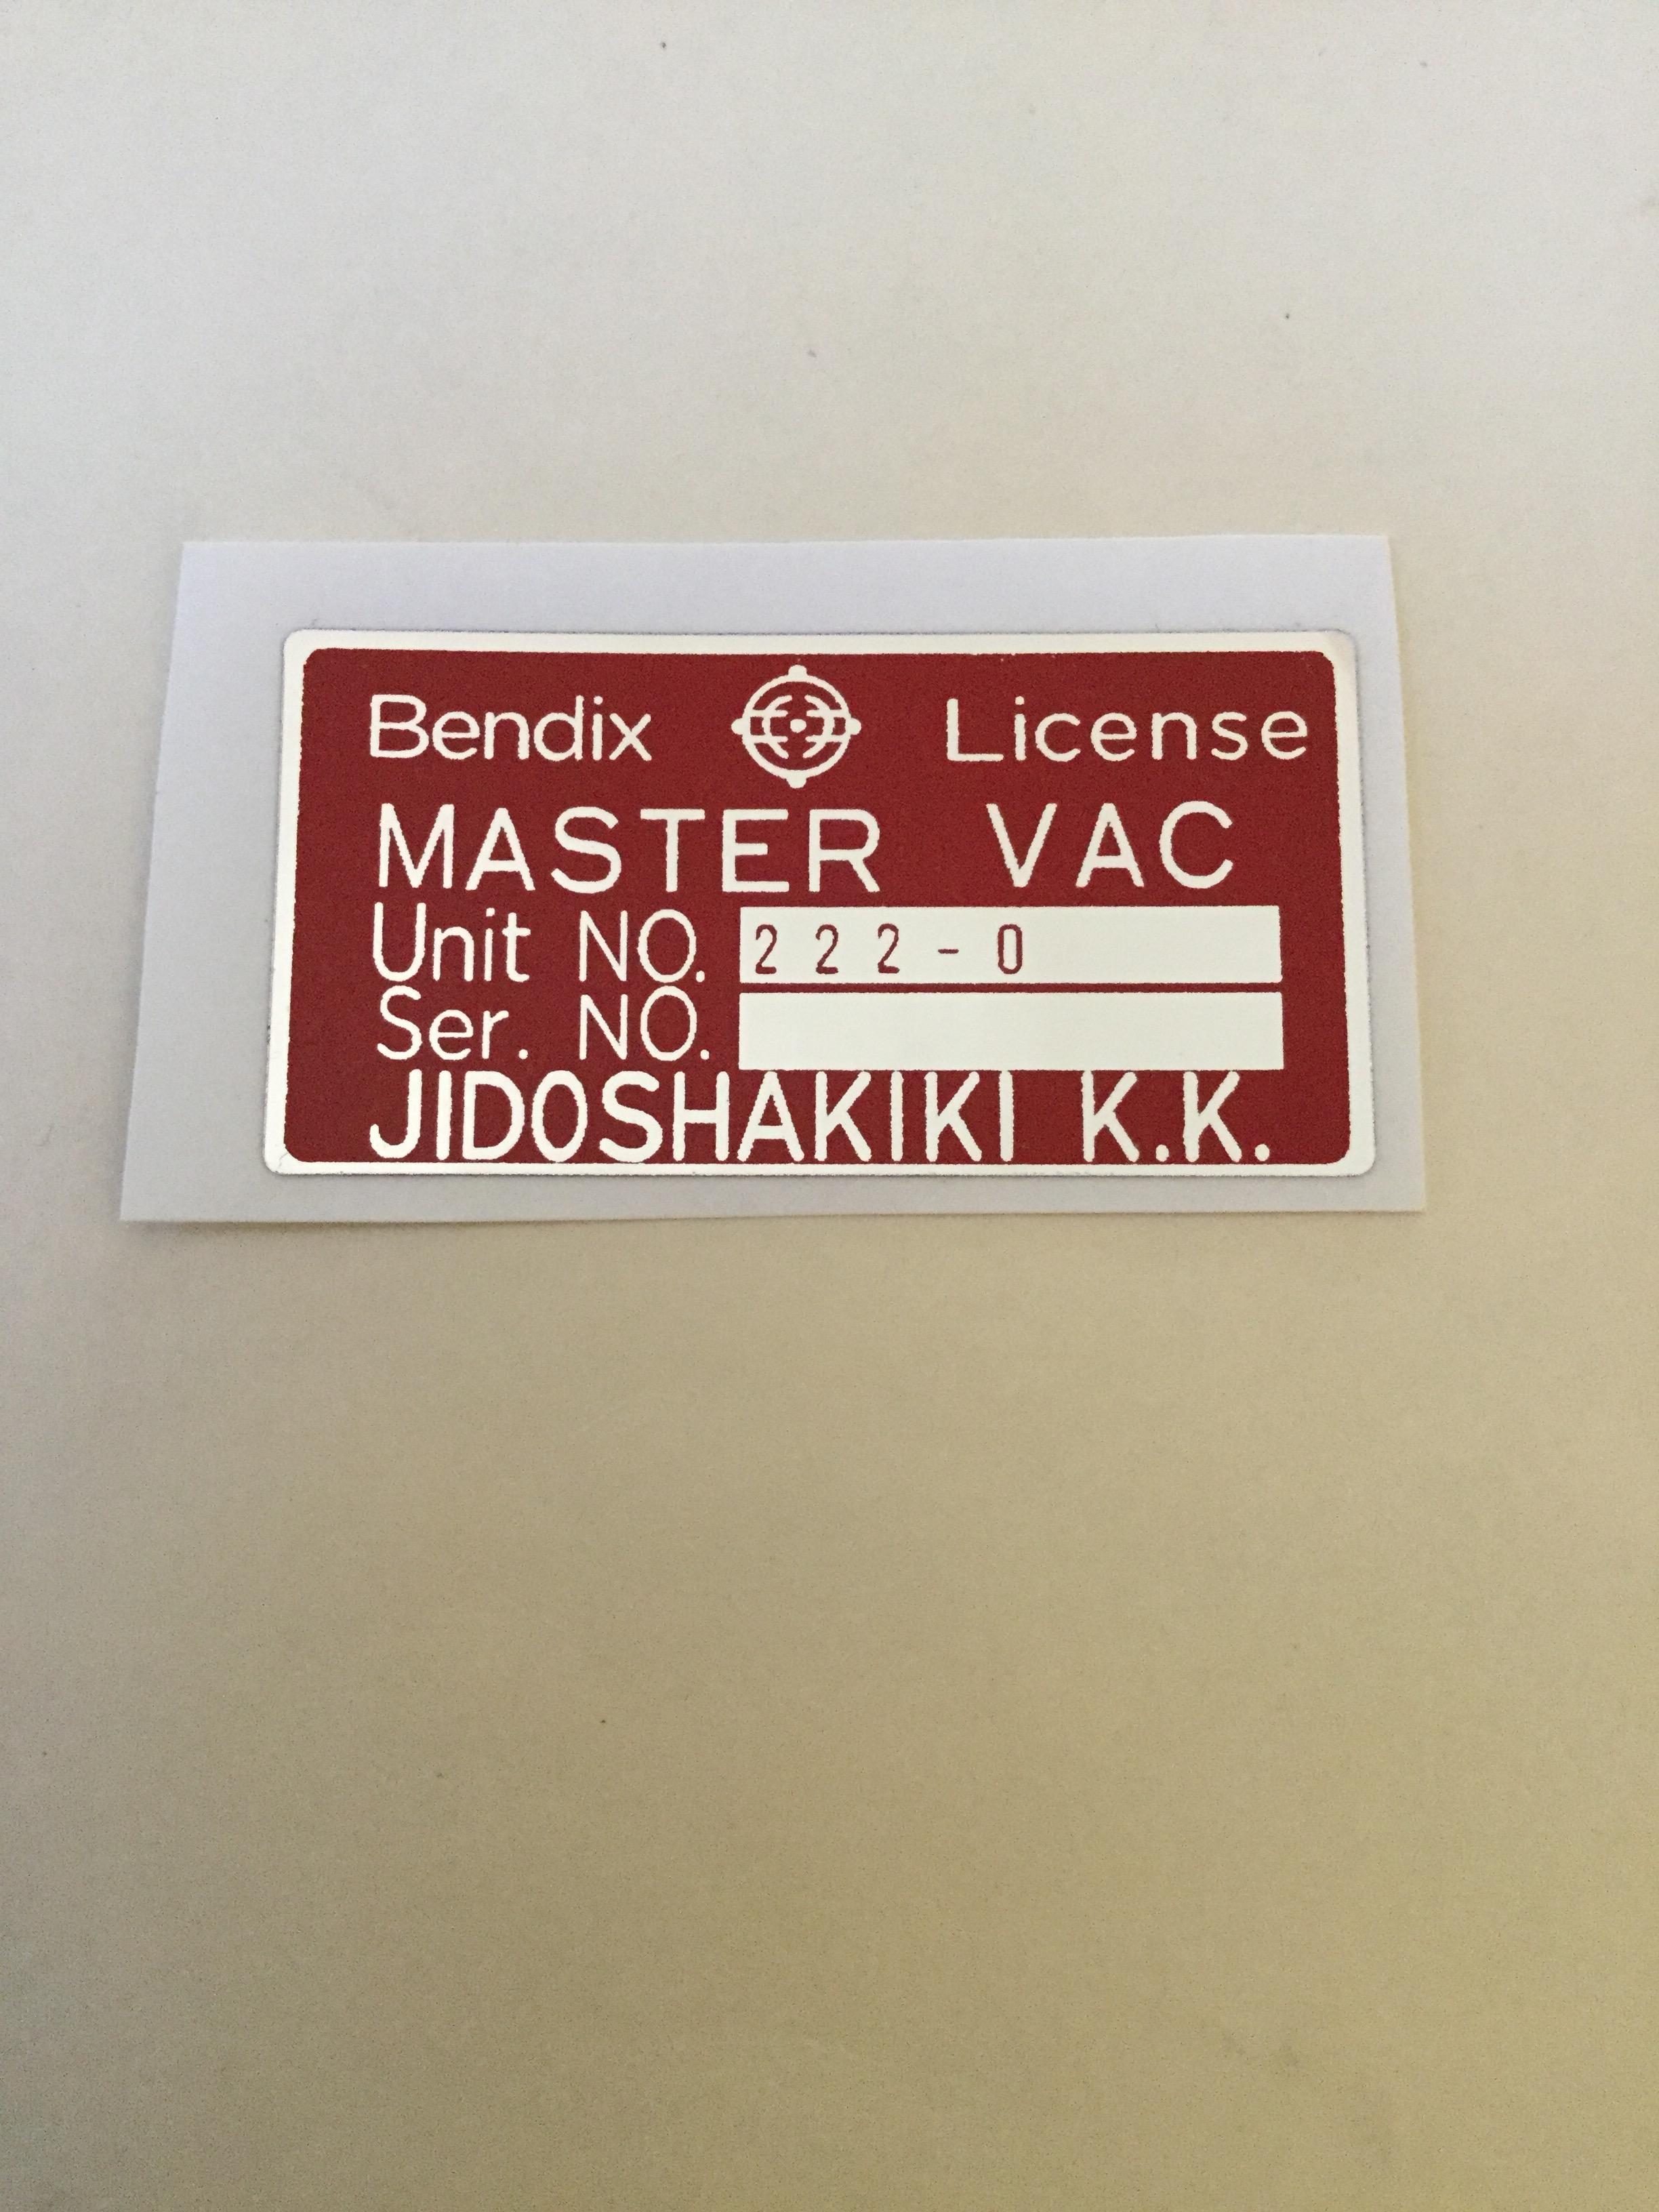 Bendix License
MASTER VAC
Unit NO. 222-0
Ser. NO.
JIDOSHAKIKI K.K.